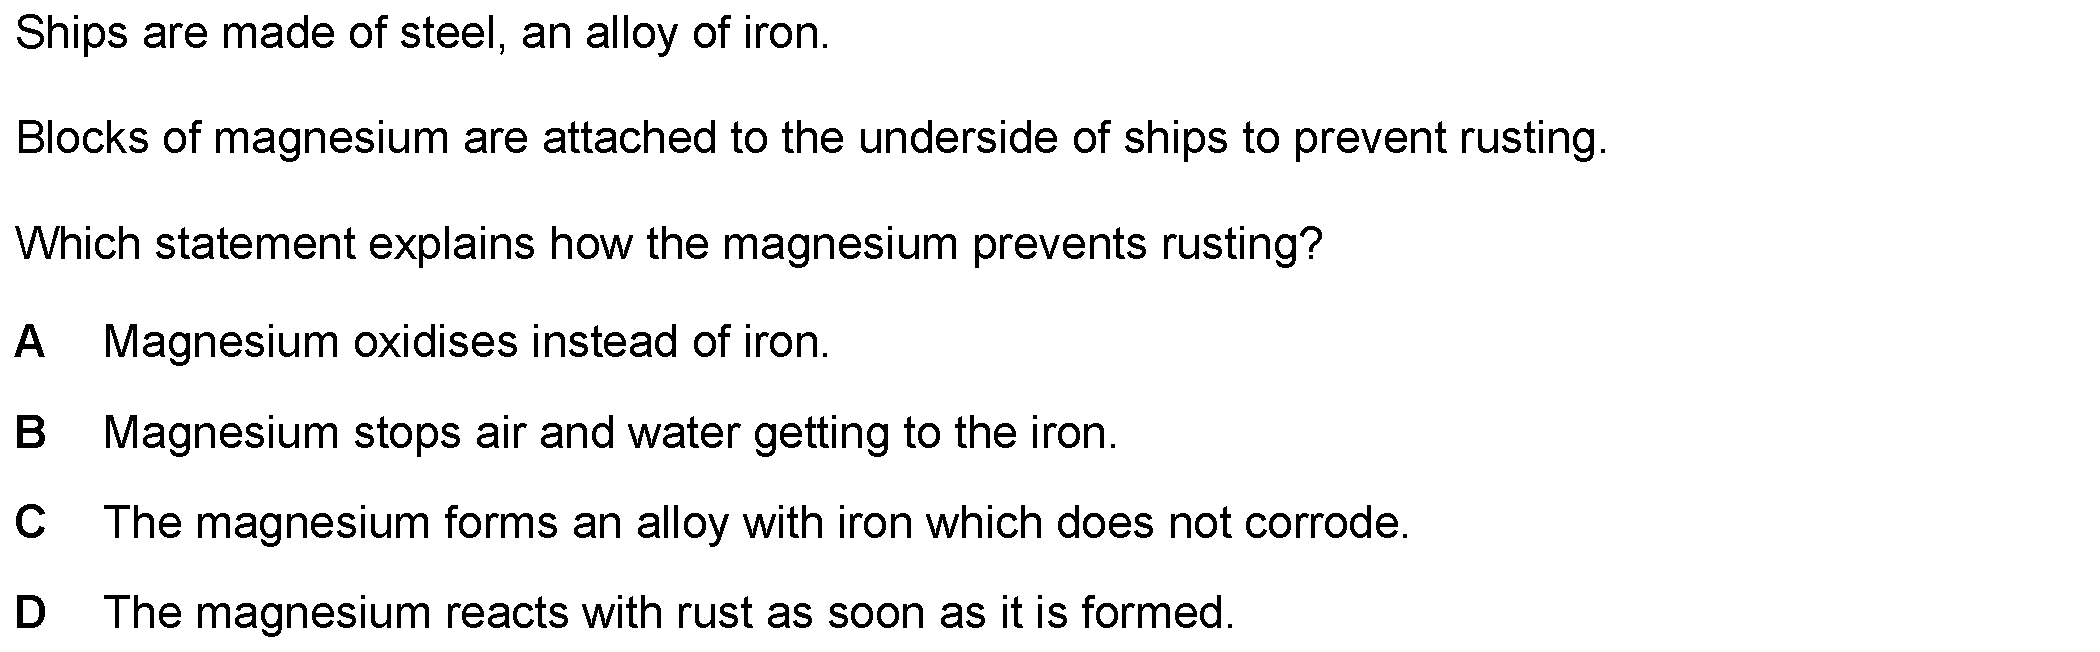 Ships are made of steel, an alloy of iron.
Blocks of magnesium are attached to the underside of ships to prevent rusting.
Which statement explains how the magnesium prevents rusting?
A Magnesium oxidises instead of iron.
B Magnesium stops air and water getting to the iron.
C The magnesium forms an alloy with iron which does not corrode.
D The magnesium reacts with rust as soon as it is formed.